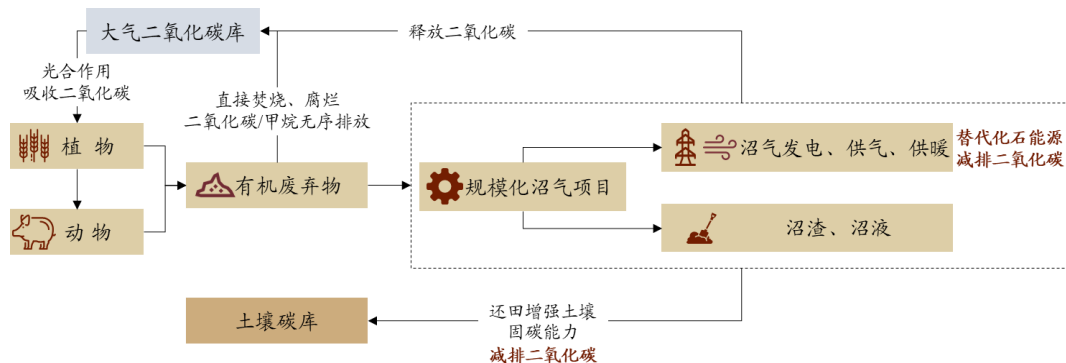 大气二氧化碳库
释放二氧化碳
光合作用
吸收二氧化碳
直接焚烧、腐烂
二氧化碳/甲烷无序排放
植 物
沼气发电、供气、供暖
替代化石能源
减排二氧化碳
有机废弃物
规模化沼气项目
动 物
沼渣、沼液
土壤碳库
还田增强土壤
固碳能力
减排二氧化碳